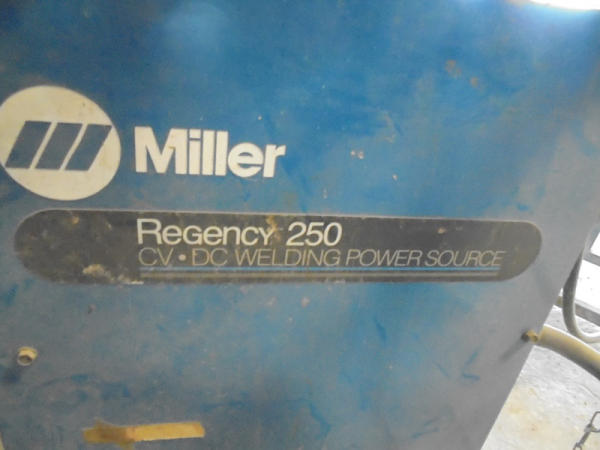 Miller
Regency 250
CV • DC WELDING POWER SOURCE